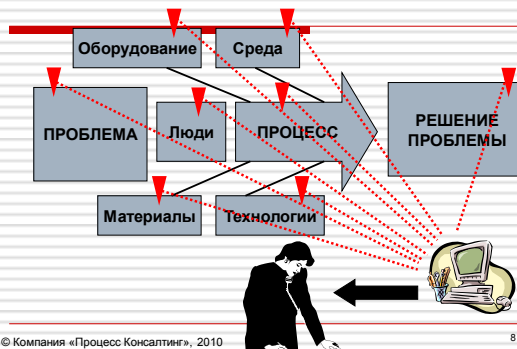 Оборудование
Среда
ПРОБЛЕМА
Люди
ПРОЦЕСС
РЕШЕНИЕ
ПРОБЛЕМЫ
Материалы
Технологии
© Компания «Процесс Консалтинг», 2010
8